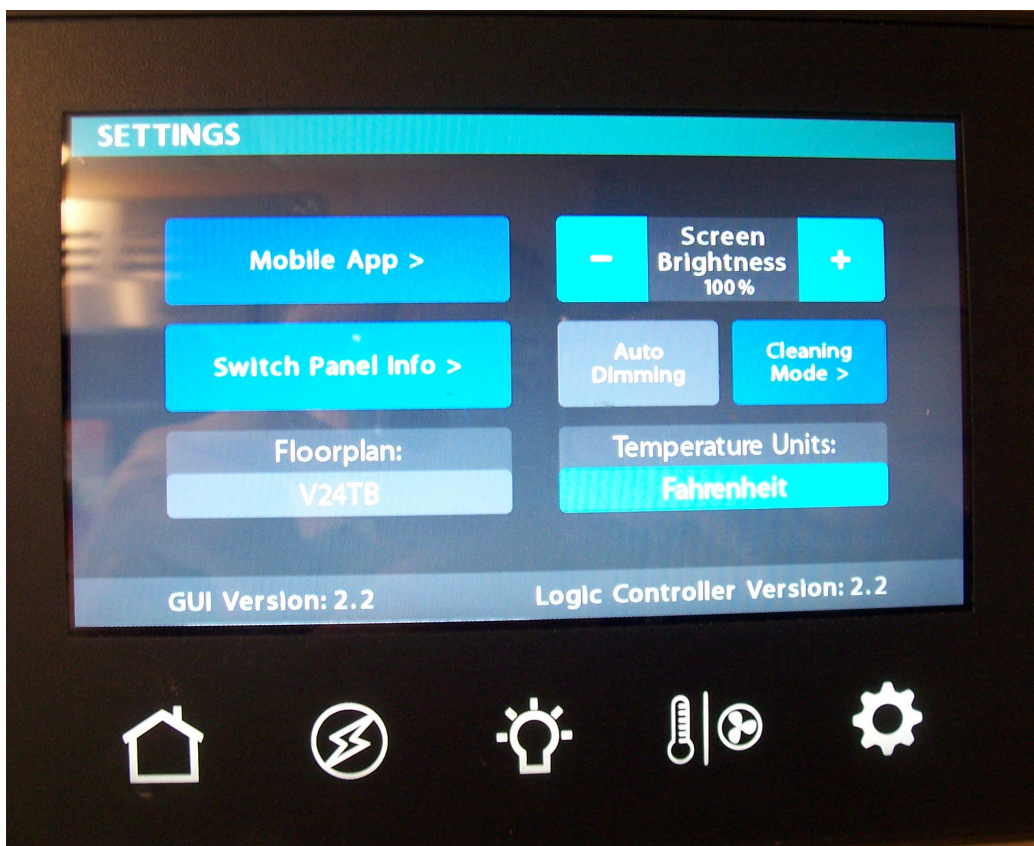 SETTINGS
Mobile App >
− Screen Brightness 100% +
Switch Panel Info >
Auto
Dimming
Cleaning
Mode >
Floorplan:
V24TB
Temperature Units:
Fahrenheit
GUI Version: 2.2
Logic Controller Version: 2.2